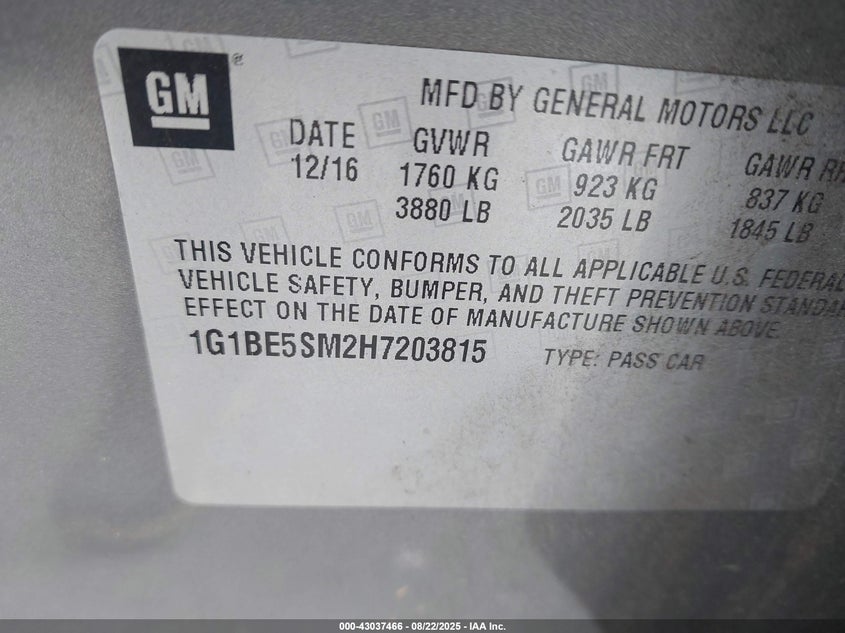 GM®
MFD BY GENERAL MOTORS LLC
DATE GVWR GAWR FRT GAWR
12/16 1760 KG 923 KG 837 KG
3880 LB 2035 LB 1845 LB
THIS VEHICLE CONFORMS TO ALL APPLICABLE U.S. FEDERAL
VEHICLE SAFETY, BUMPER, AND THEFT PREVENTION
EFFECT ON THE DATE OF MANUFACTURE SHOWN ABOVE.
1G1BE5SM2H7203815 TYPE: PASS CAR
000-43037466 - 08/22/2025 - IAA Inc.